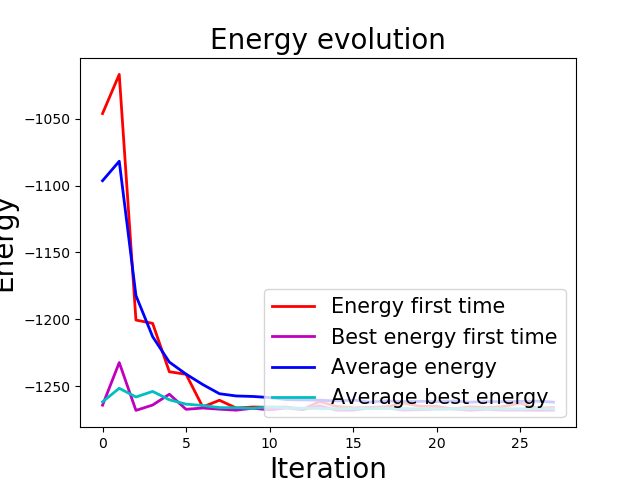 Energy evolution
Energy
−1050
−1100
−1150
−1200
−1250
Energy first time
Best energy first time
Average energy
Average best energy
0 5 10 15 20 25
Iteration